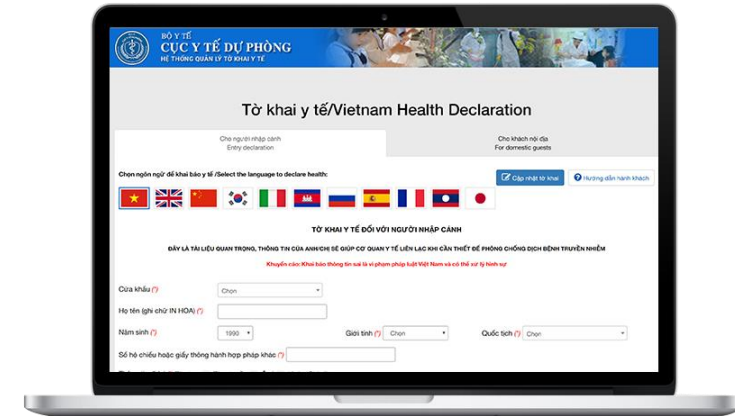 BỘ Y TẾ
CỤC Y TẾ DỰ PHÒNG
HỆ THỐNG QUẢN LÝ TỜ KHAI Y TẾ
Tờ khai y tế/Vietnam Health Declaration
Cho người nhập cảnh
Entry declaration
Cho khách nội địa
For domestic guests
Chọn ngôn ngữ để khai báo y tế /Select the language to declare health:
Cập nhật tờ khai
Hướng dẫn hành khách
TỜ KHAI Y TẾ ĐỐI VỚI NGƯỜI NHẬP CẢNH
ĐÂY LÀ TÀI LIỆU QUAN TRỌNG, THÔNG TIN CỦA ANH/CHỊ SẼ GIÚP CƠ QUAN Y TẾ LIÊN LẠC KHI CẦN THIẾT ĐỂ PHÒNG CHỐNG DỊCH BỆNH TRUYỀN NHIỄM
Khuyến cáo: Khai báo thông tin sai là vi phạm pháp luật Việt Nam và có thể xử lý hình sự
Cửa khẩu (*) Chọn
Họ tên (ghi chữ IN HOA) (*)
Năm sinh (*) 1990 Giới tính (*) Chọn Quốc tịch (*) Chọn
Số hộ chiếu hoặc giấy thông hành hợp pháp khác (*)